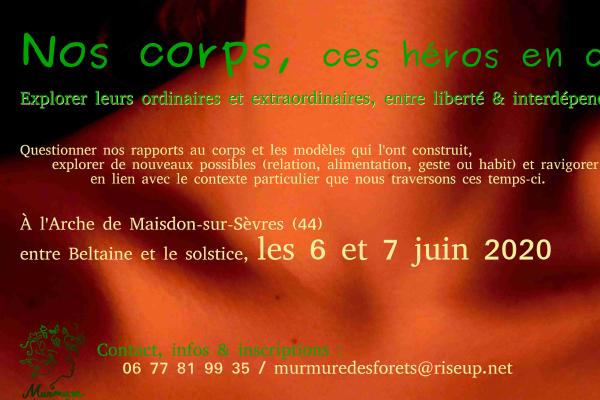 Nos corps, ces héros en
Explorer leurs ordinaires et extraordinaires, entre liberté &
Questionner nos rapports au corps et les modèles qui l'ont construit,
explorer de nouveaux possibles (relation, alimentation, geste ou habit) et ravigorer
en lien avec le contexte particulier que nous traversons ces temps-ci.
À l'Arche de Maisdon-sur-Sèvres (44)
entre Beltaine et le solstice, les 6 et 7 juin 2020
Contact, infos & inscriptions :
06 77 81 99 35 / murmuredesforets@riseup.net
Murmure